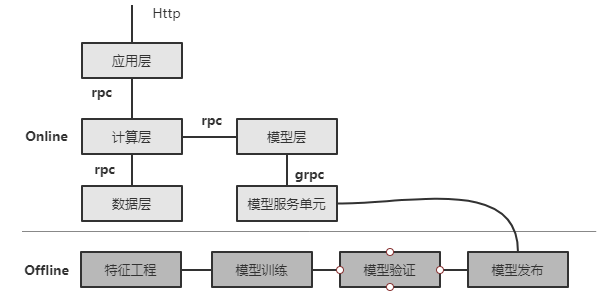 Http
应用层
rpc
rpc
Online
计算层
模型层
rpc
grpc
数据层
模型服务单元
Offline
特征工程
模型训练
模型验证
模型发布